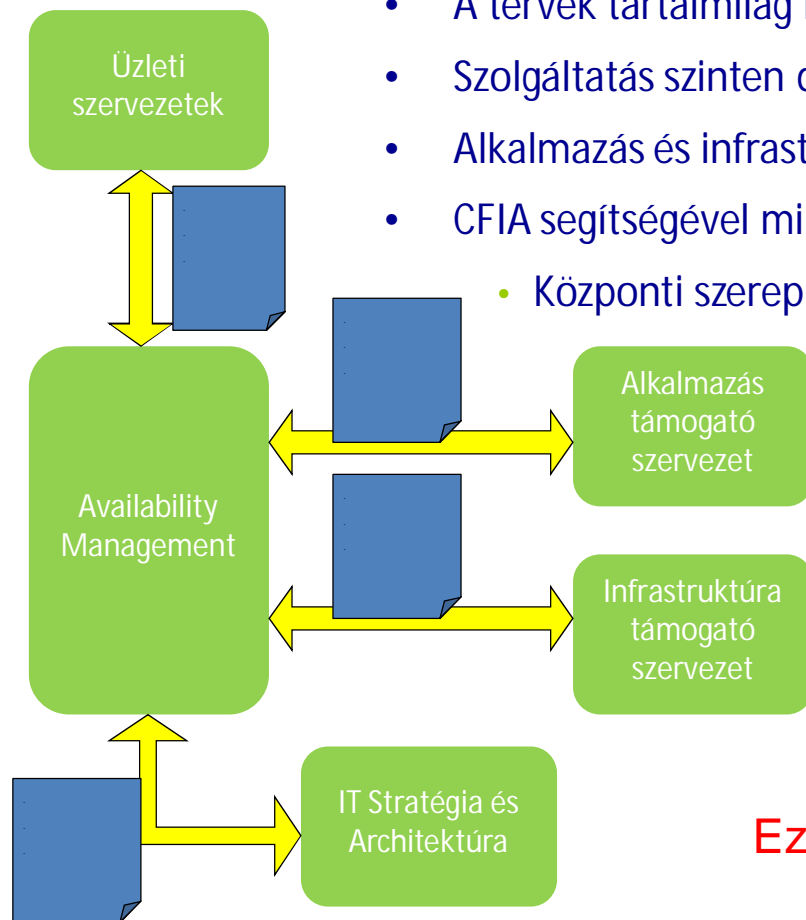 • A tervek tartalmilag
Üzleti
szervezetek
• Szolgáltatás szinten
• Alkalmazás és infrast
• CFIA segítségével mi
• Központi szerep
Alkalmazás
támogató
szervezet
Availability
Management
Infrastruktúra
támogató
szervezet
IT Stratégia és
Architektúra
Ez